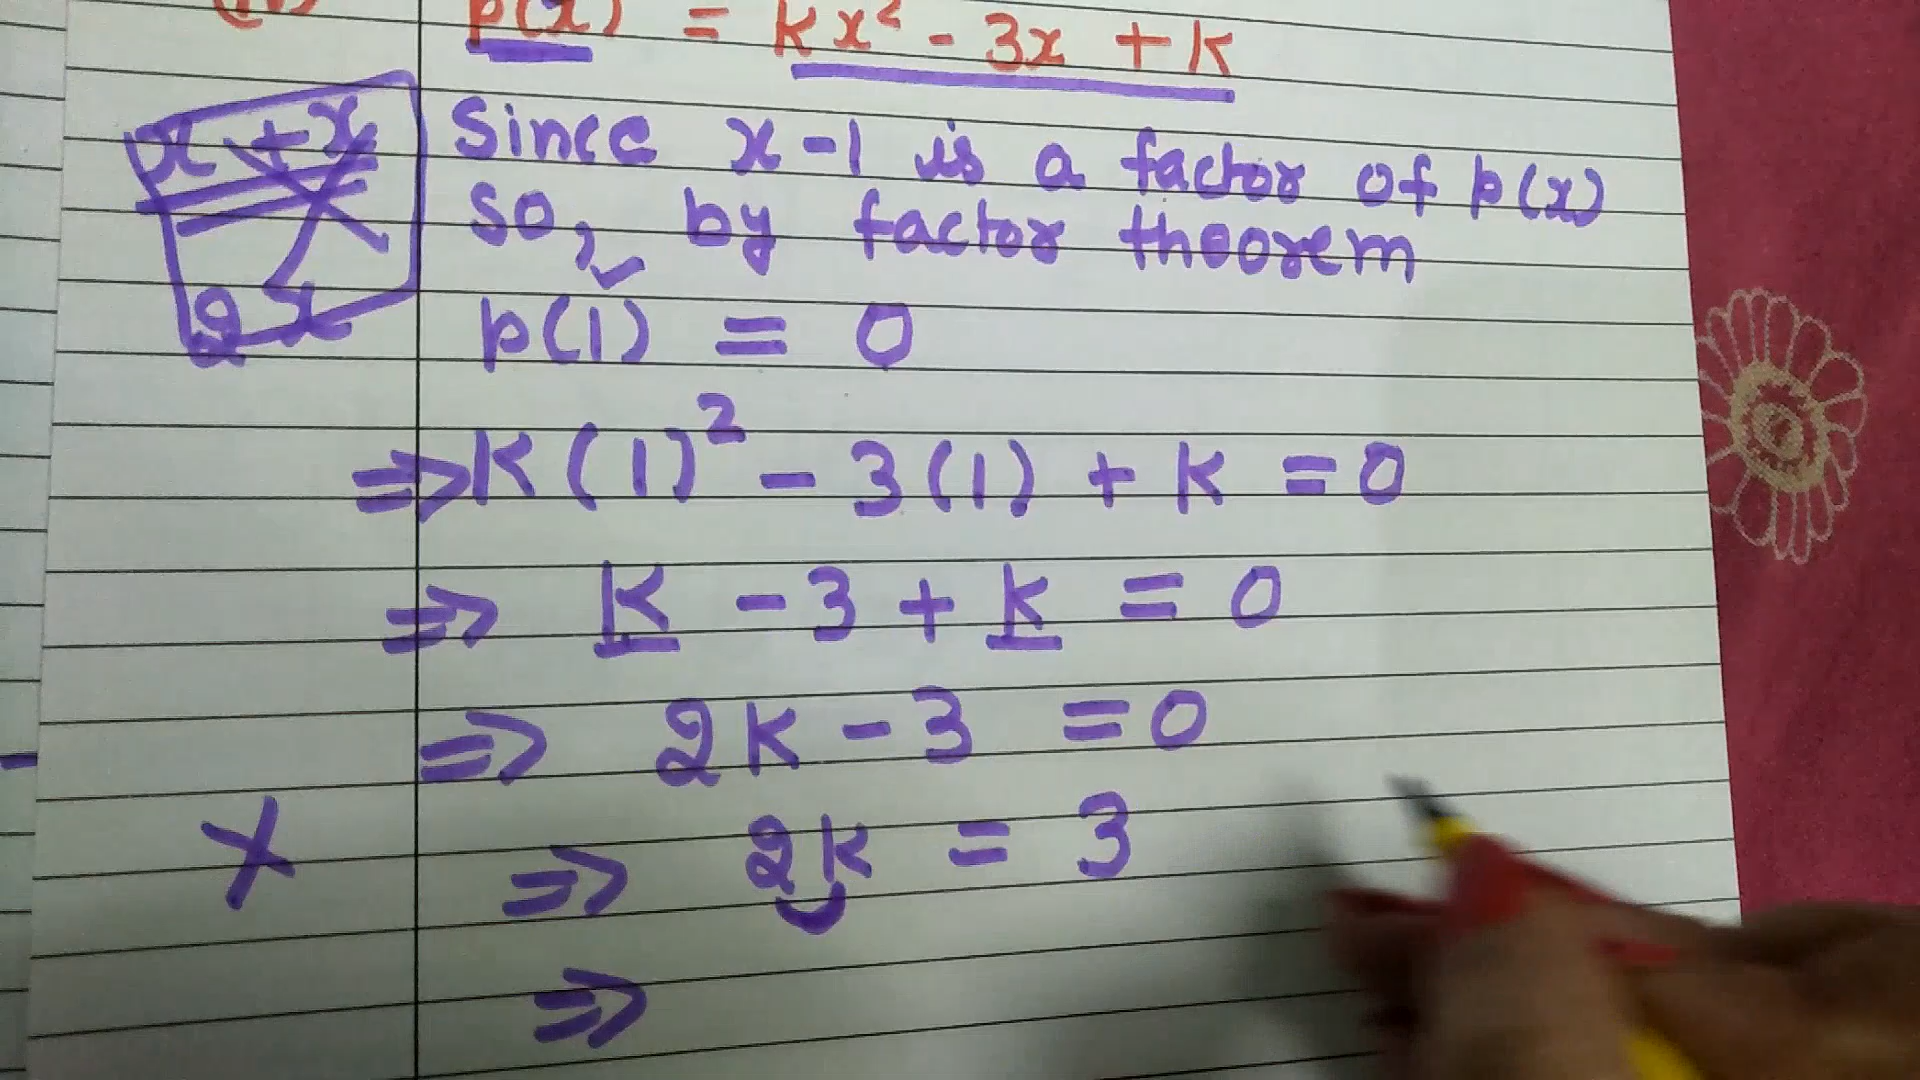 p(x) = kx² - 3x + k
x + x
2x
Since x-1 is a factor of p(x)
so, by factor theorem
p(1) = 0
⇒ k(1)² - 3(1) + k = 0
⇒ k - 3 + k = 0
⇒ 2k - 3 = 0
x ⇒ 2k = 3
⇒